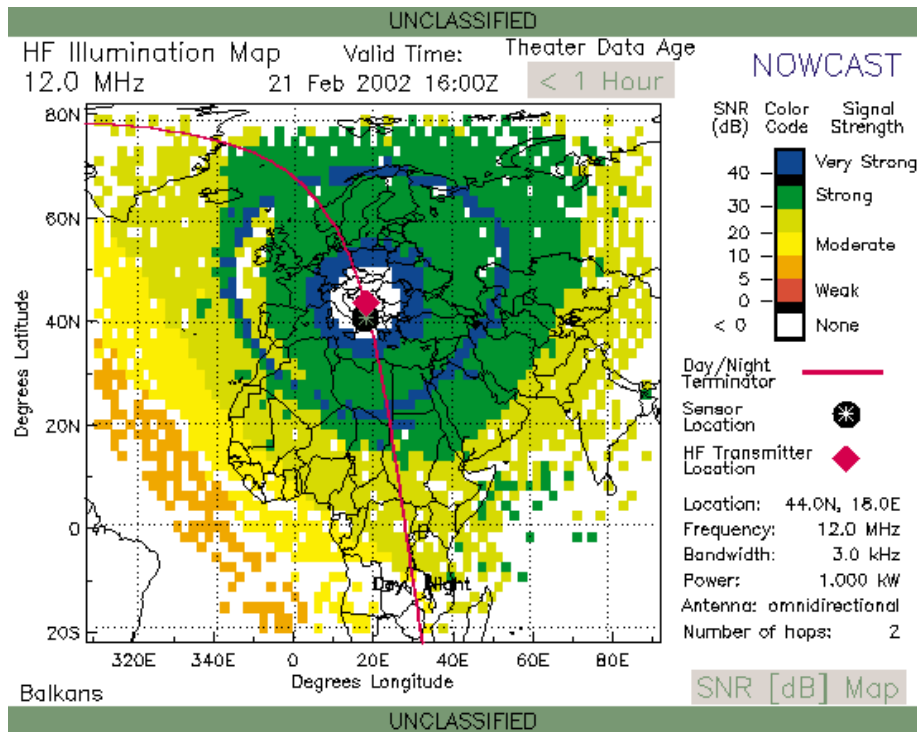 UNCLASSIFIED
HF Illumination Map
12.0 MHz
Valid Time:
21 Feb 2002 16:00Z
Theater Data Age
< 1 Hour
NOWCAST
SNR (dB)
Color Code
Signal Strength
40
30
20
10
5
0
< 0
Very Strong
Strong
Moderate
Weak
None
Day/Night Terminator
Sensor Location
HF Transmitter Location
Location: 44.0N, 18.0E
Frequency: 12.0 MHz
Bandwidth: 3.0 kHz
Power: 1.000 kW
Antenna: omnidirectional
Number of hops: 2
Degrees Latitude
80N
60N
40N
20N
0
20S
Day
Night
320E 340E 0 20E 40E 60E 80E
Degrees Longitude
Balkans
SNR [dB] Map
UNCLASSIFIED